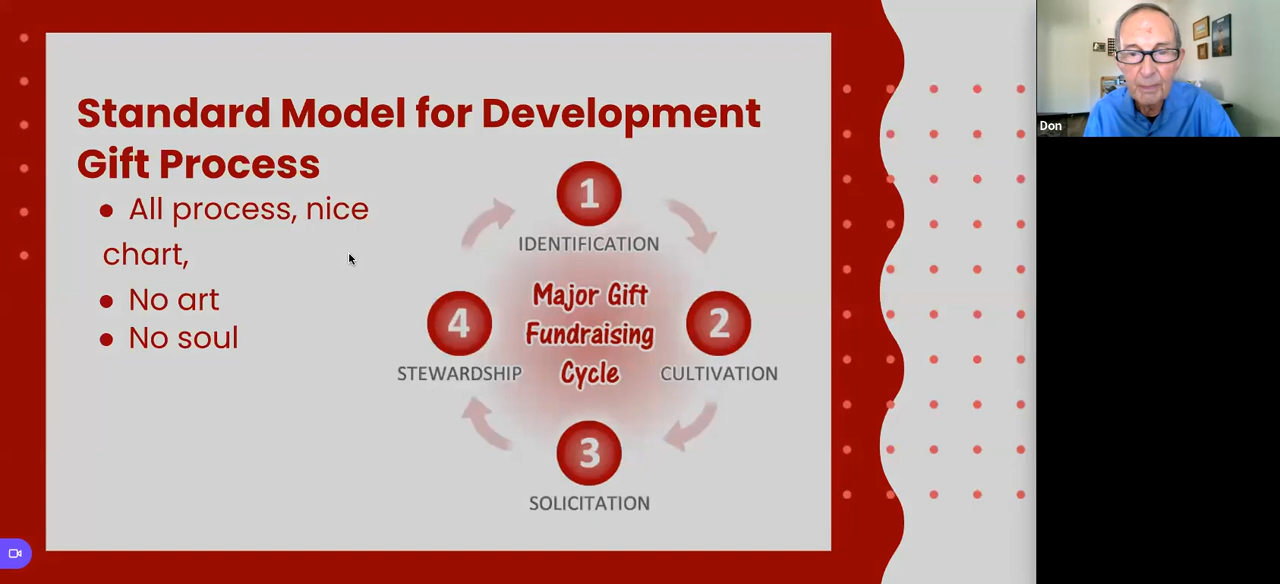 Standard Model for Development
Gift Process
● All process, nice
chart,
● No art
● No soul
1
IDENTIFICATION
Major Gift
Fundraising
Cycle
2
CULTIVATION
3
SOLICITATION
4
STEWARDSHIP
Don